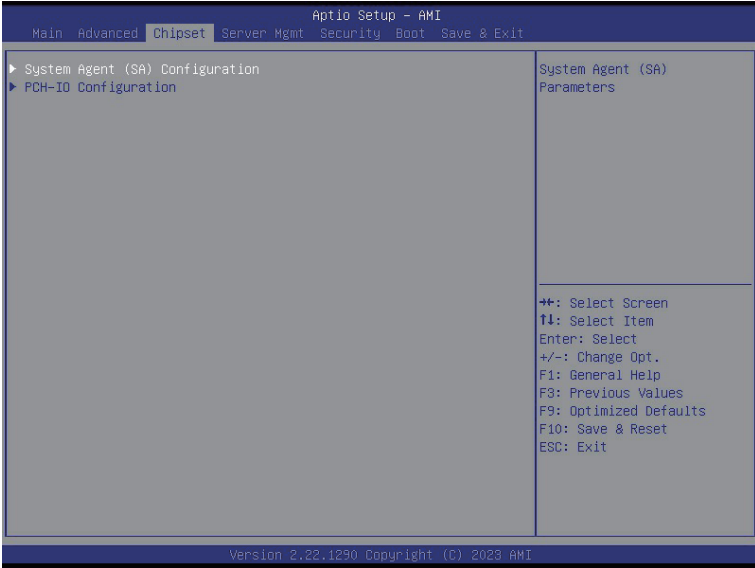 Aptio Setup – AMI
Main Advanced Chipset Server Mgmt Security Boot Save & Exit
▶ System Agent (SA) Configuration
▶ PCH-IO Configuration
System Agent (SA)
Parameters
→←: Select Screen
↑↓: Select Item
Enter: Select
+/-: Change Opt.
F1: General Help
F3: Previous Values
F9: Optimized Defaults
F10: Save & Reset
ESC: Exit
Version 2.22.1290 Copyright (C) 2023 AMI